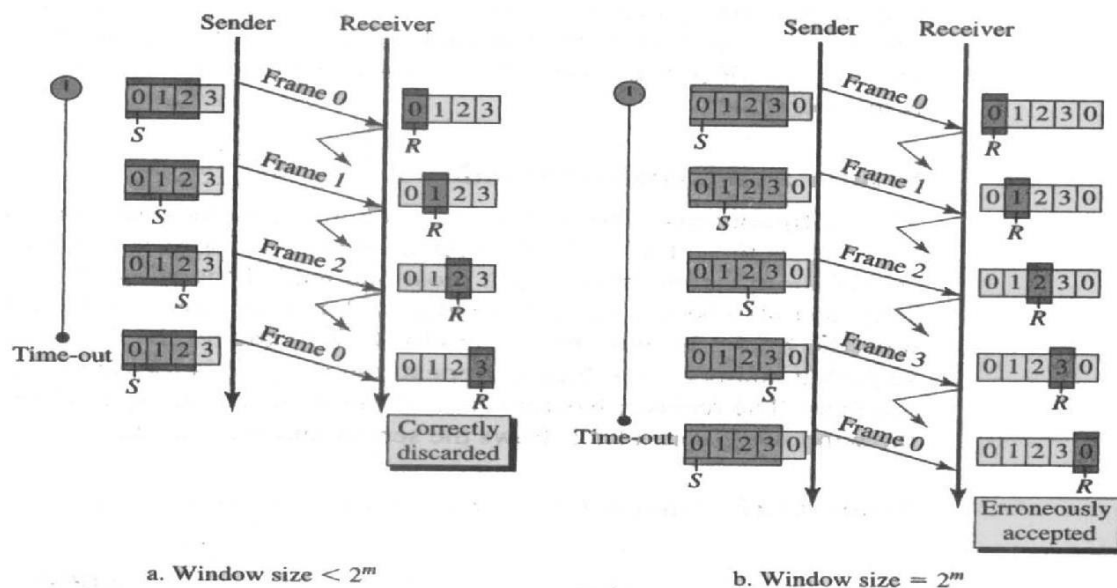 Sender Receiver
0 1 2 3
S
Frame 0
0 1 2 3
R
0 1 2 3
S
Frame 1
0 1 2 3
R
0 1 2 3
S
Frame 2
0 1 2 3
R
Time-out
0 1 2 3
S
Frame 0
0 1 2 3
R
Correctly
discarded
a. Window size < 2^m
Sender Receiver
0 1 2 3 0
S
Frame 0
0 1 2 3 0
R
0 1 2 3 0
S
Frame 1
0 1 2 3 0
R
0 1 2 3 0
S
Frame 2
0 1 2 3 0
R
0 1 2 3 0
S
Frame 3
0 1 2 3 0
R
Time-out
0 1 2 3 0
S
Frame 0
0 1 2 3 0
R
Erroneously
accepted
b. Window size = 2^m